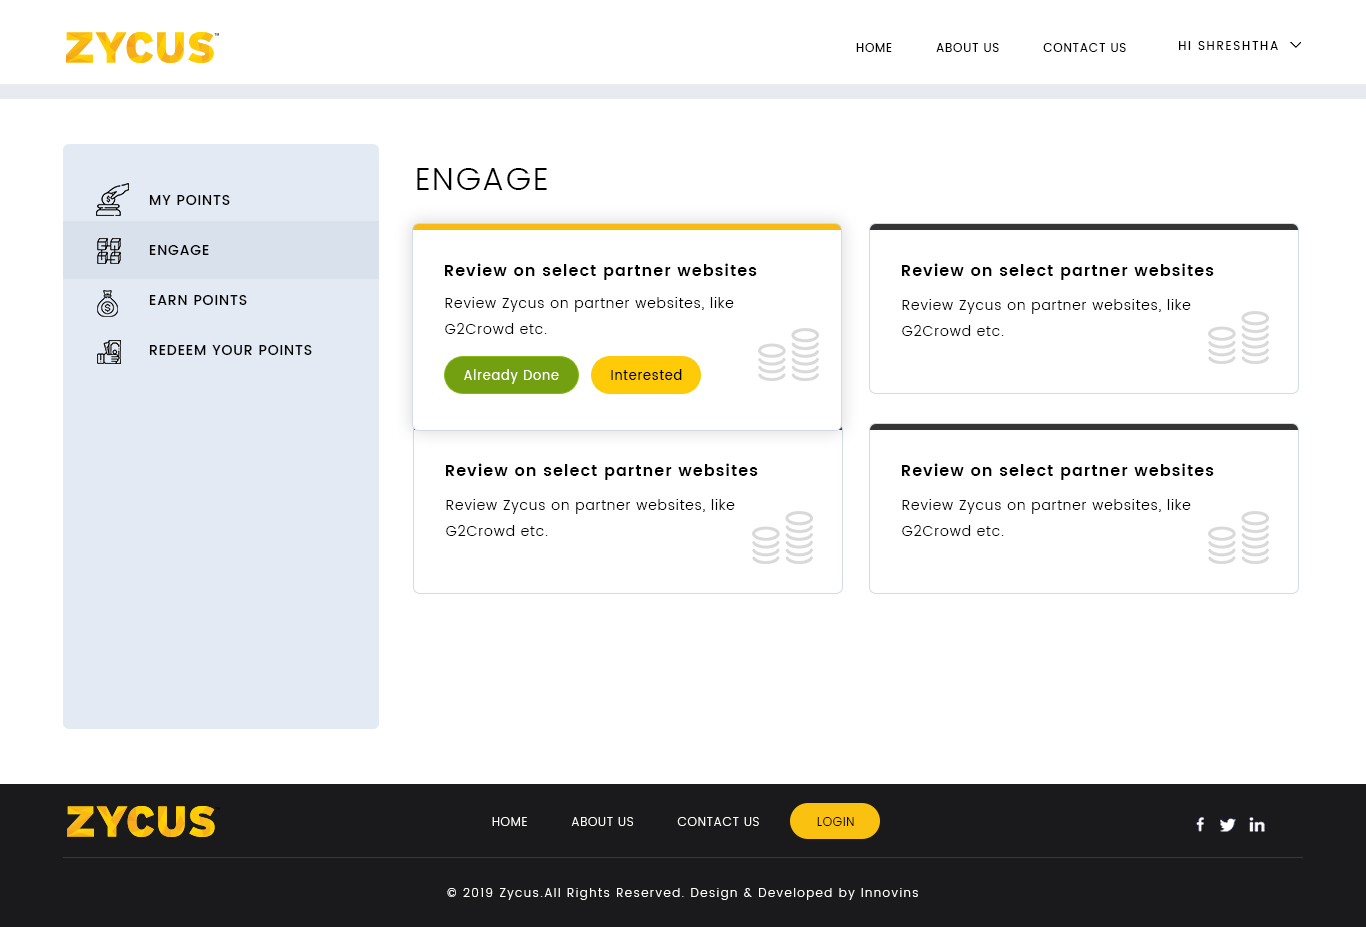 ZYCUS™
HOME ABOUT US CONTACT US HI SHRESHTHA
MY POINTS
ENGAGE
EARN POINTS
REDEEM YOUR POINTS
ENGAGE
Review on select partner websites
Review Zycus on partner websites, like
G2Crowd etc.
Already Done Interested
Review on select partner websites
Review Zycus on partner websites, like
G2Crowd etc.
Review on select partner websites
Review Zycus on partner websites, like
G2Crowd etc.
Review on select partner websites
Review Zycus on partner websites, like
G2Crowd etc.
ZYCUS
HOME ABOUT US CONTACT US LOGIN
© 2019 Zycus.All Rights Reserved. Design & Developed by Innovins